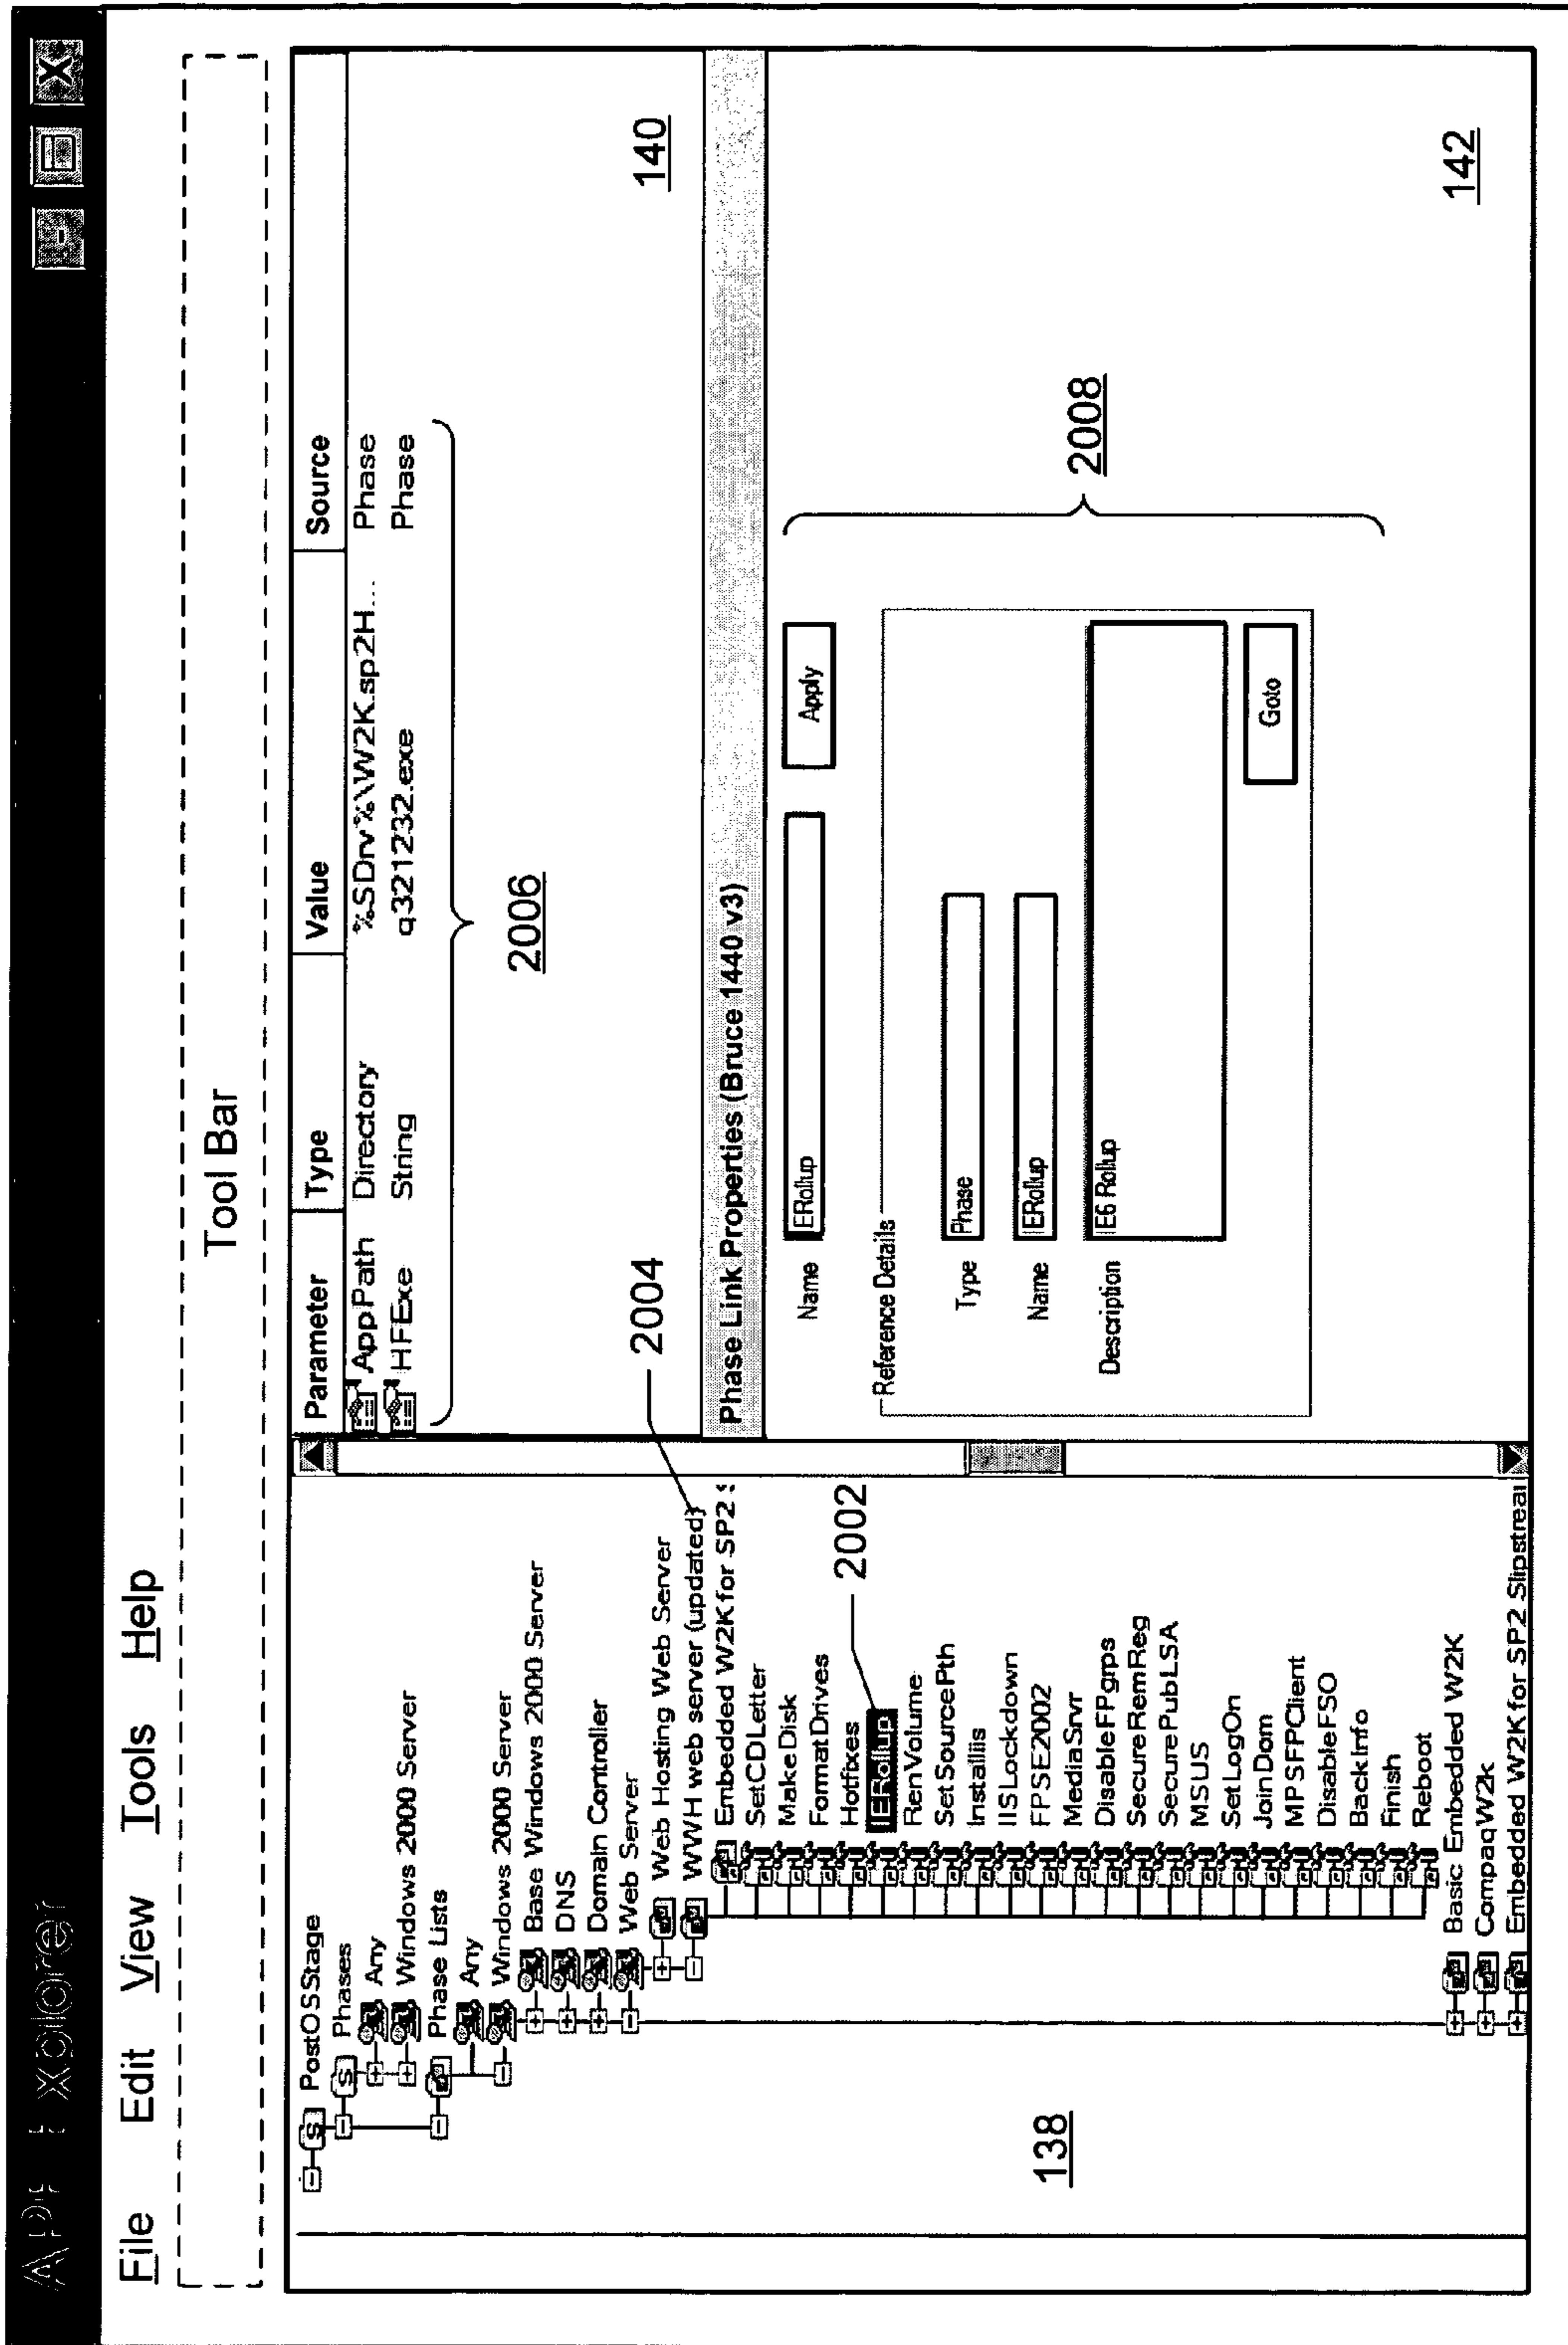 File Edit View Tools Help
Tool Bar
PostOSStage
Phases
Any
Windows 2000 Server
Phase Lists
Any
Windows 2000 Server
Base Windows 2000 Server
DNS
Domain Controller
Web Server
Web Hosting Web Server
WWH web server (updated)
Embedded W2K for SP2 S
SetCDLetter
MakeDisk
FormatDrives
Hotfixes
IERollup
RenVolume
SetSourcePth
Installis
IISLockdown
FPSE2002
MediaSrvr
DisableFPgrps
SecureRemReg
SecurePubLSA
MSUS
SetLogOn
JoinDom
MPSFPClient
DisableFSO
BackInfo
Finish
Reboot
Basic Embedded W2K
CompaqW2k
Embedded W2K for SP2 Slipstrear
138
2002
2004
Parameter Type Value Source
AppPath Directory %SDrv%\W2K.sp2H... Phase
HFExe String q321232.exe Phase
2006
140
Phase Link Properties (Bruce 1440 v3)
Name IERollup Apply
Reference Details
Type Phase
Name IERollup
Description IE6 Rollup
Goto
2008
142